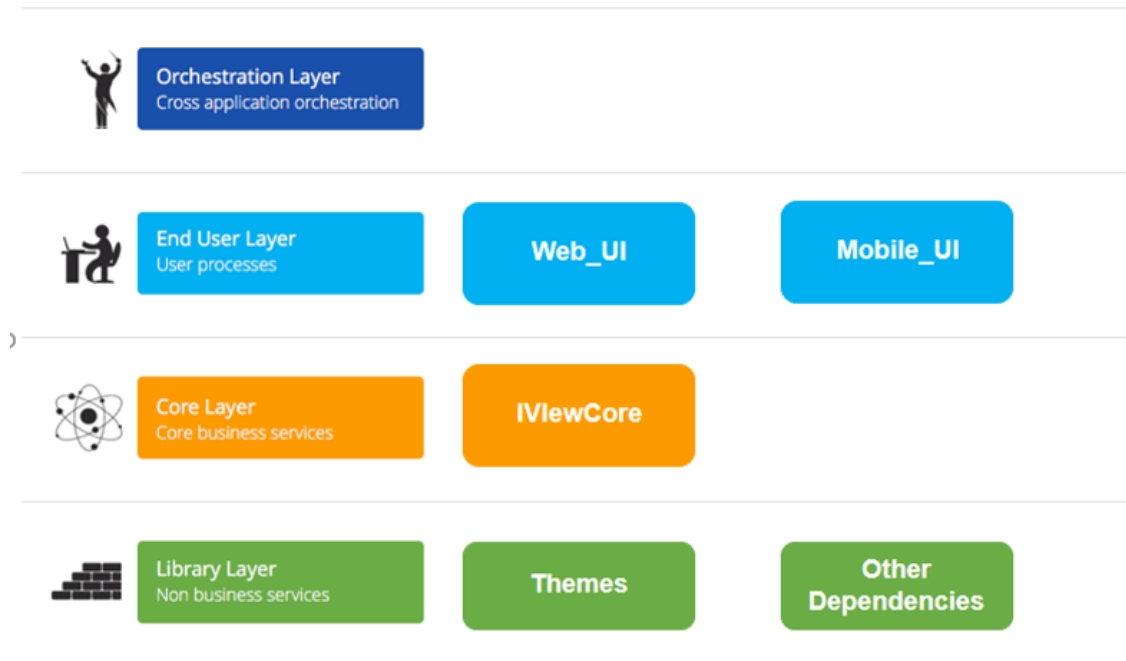 Orchestration Layer
Cross application orchestration
End User Layer
User processes
Web_UI
Mobile_UI
Core Layer
Core business services
IVIewCore
Library Layer
Non business services
Themes
Other
Dependencies